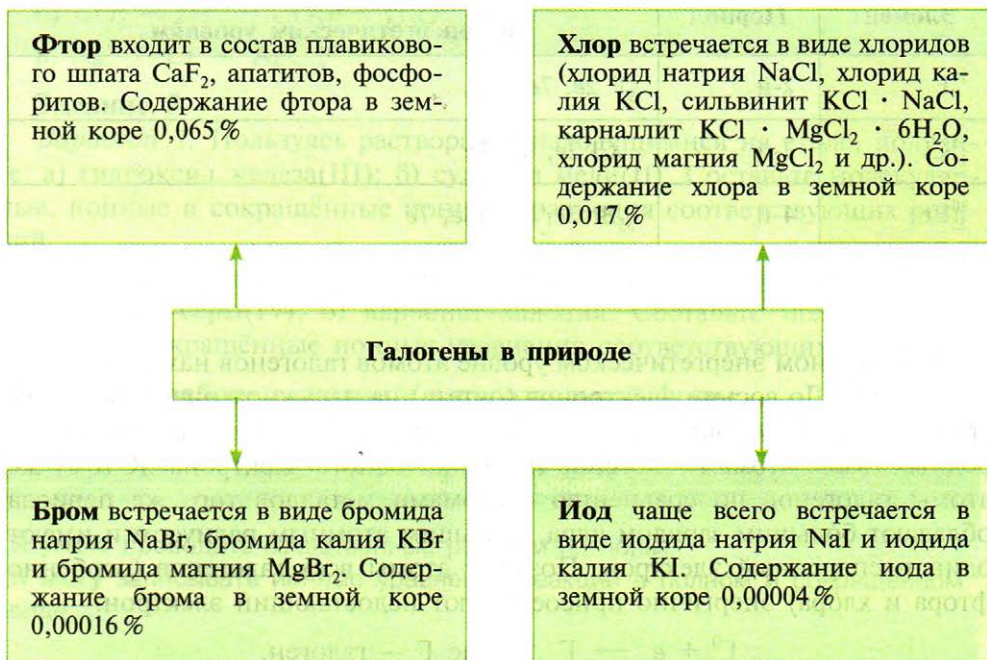 Фтор входит в состав плавиково-
го шпата CaF₂, апатитов, фосфо-
ритов. Содержание фтора в зем-
ной коре 0,065 %
Хлор встречается в виде хлоридов
(хлорид натрия NaCl, хлорид ка-
лия KCl, сильвинит KCl · NaCl,
карналлит KCl · MgCl₂ · 6H₂O,
хлорид магния MgCl₂ и др.). Со-
держание хлора в земной коре
0,017 %
Галогены в природе
Бром встречается в виде бромида
натрия NaBr, бромида калия KBr
и бромида магния MgBr₂. Содер-
жание брома в земной коре
0,00016 %
Иод чаще всего встречается в
виде иодида натрия NaI и иодида
калия KI. Содержание иода в
земной коре 0,00004 %